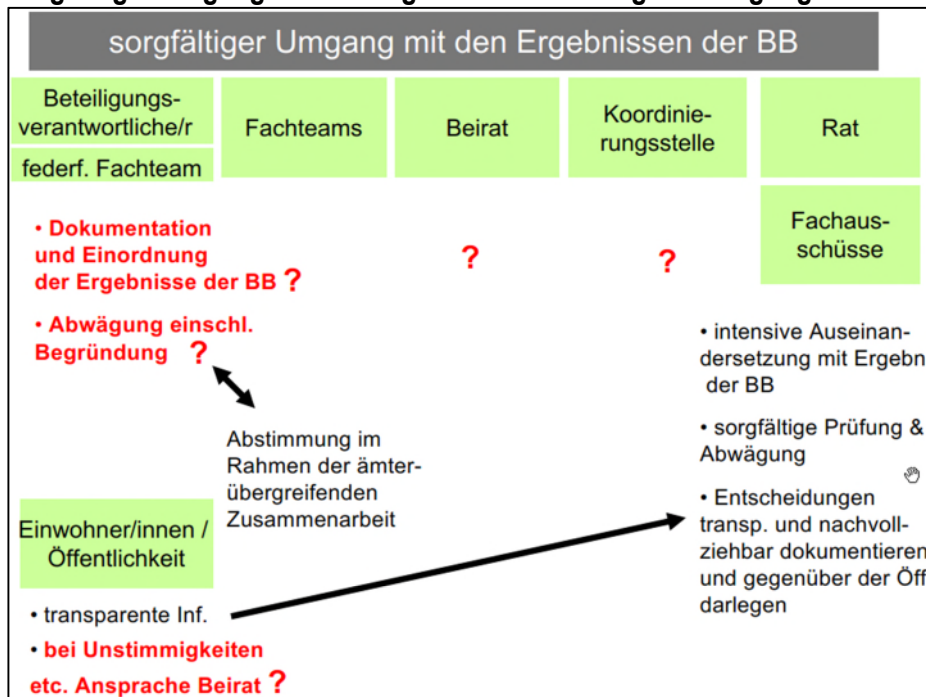 sorgfältiger Umgang mit den Ergebnissen der BB
Beteiligungs-
verantwortliche/r
federf. Fachteam
Fachteams
Beirat
Koordinie-
rungsstelle
Rat
Fachaus-
schüsse
• Dokumentation
und Einordnung
der Ergebnisse der BB ?
?
?
• Abwägung einschl.
Begründung ?
Abstimmung im
Rahmen der ämter-
übergreifenden
Zusammenarbeit
• intensive Auseinan-
dersetzung mit Ergebn
der BB
• sorgfältige Prüfung &
Abwägung
• Entscheidungen
transp. und nachvoll-
ziehbar dokumentieren
und gegenüber der Öff
darlegen
Einwohner/innen /
Öffentlichkeit
• transparente Inf.
• bei Unstimmigkeiten
etc. Ansprache Beirat ?